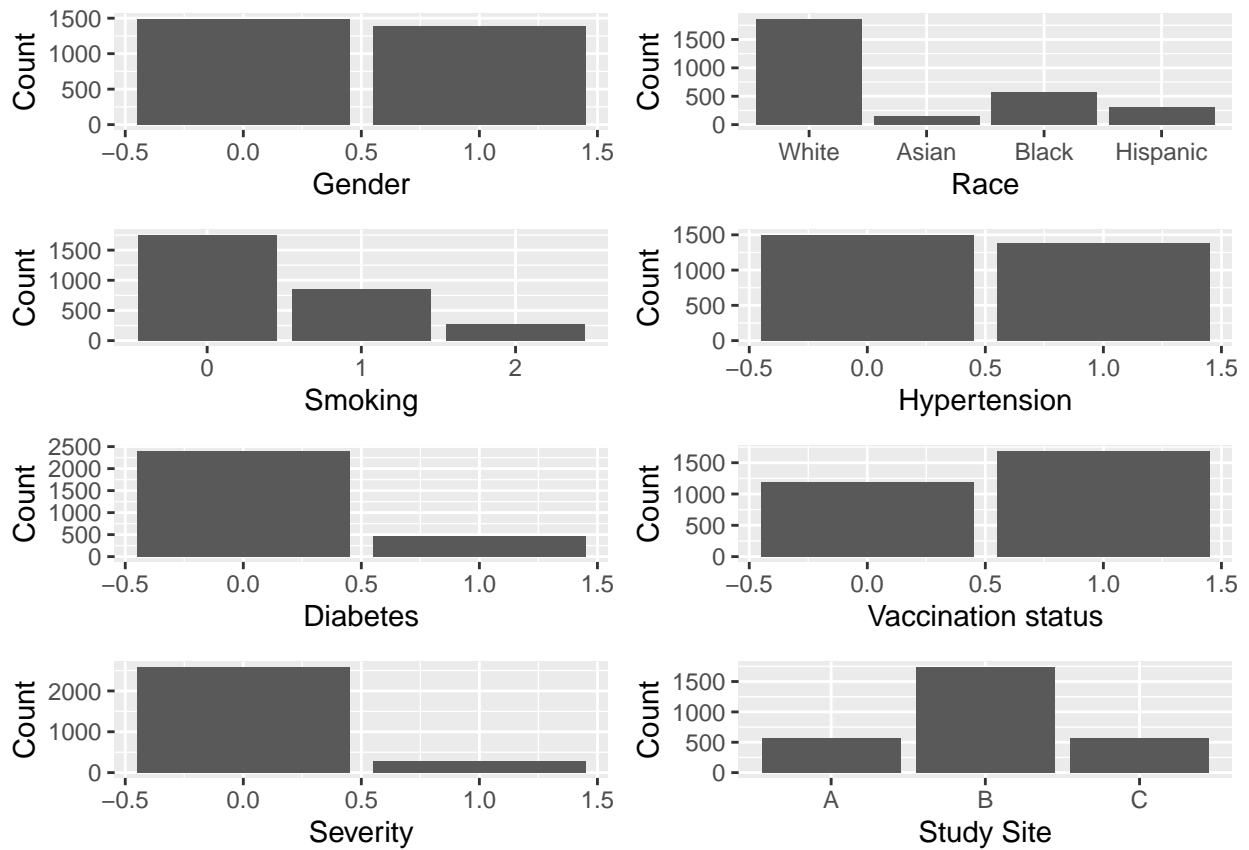 Count
1500
1000
500
0
−0.5 0.0 0.5 1.0 1.5
Gender
Count
1500
1000
500
0
White Asian Black Hispanic
Race
Count
1500
1000
500
0
0 1 2
Smoking
Count
1500
1000
500
0
−0.5 0.0 0.5 1.0 1.5
Hypertension
Count
2500
2000
1500
1000
500
0
−0.5 0.0 0.5 1.0 1.5
Diabetes
Count
1500
1000
500
0
−0.5 0.0 0.5 1.0 1.5
Vaccination status
Count
2000
1000
0
−0.5 0.0 0.5 1.0 1.5
Severity
Count
1500
1000
500
0
A B C
Study Site